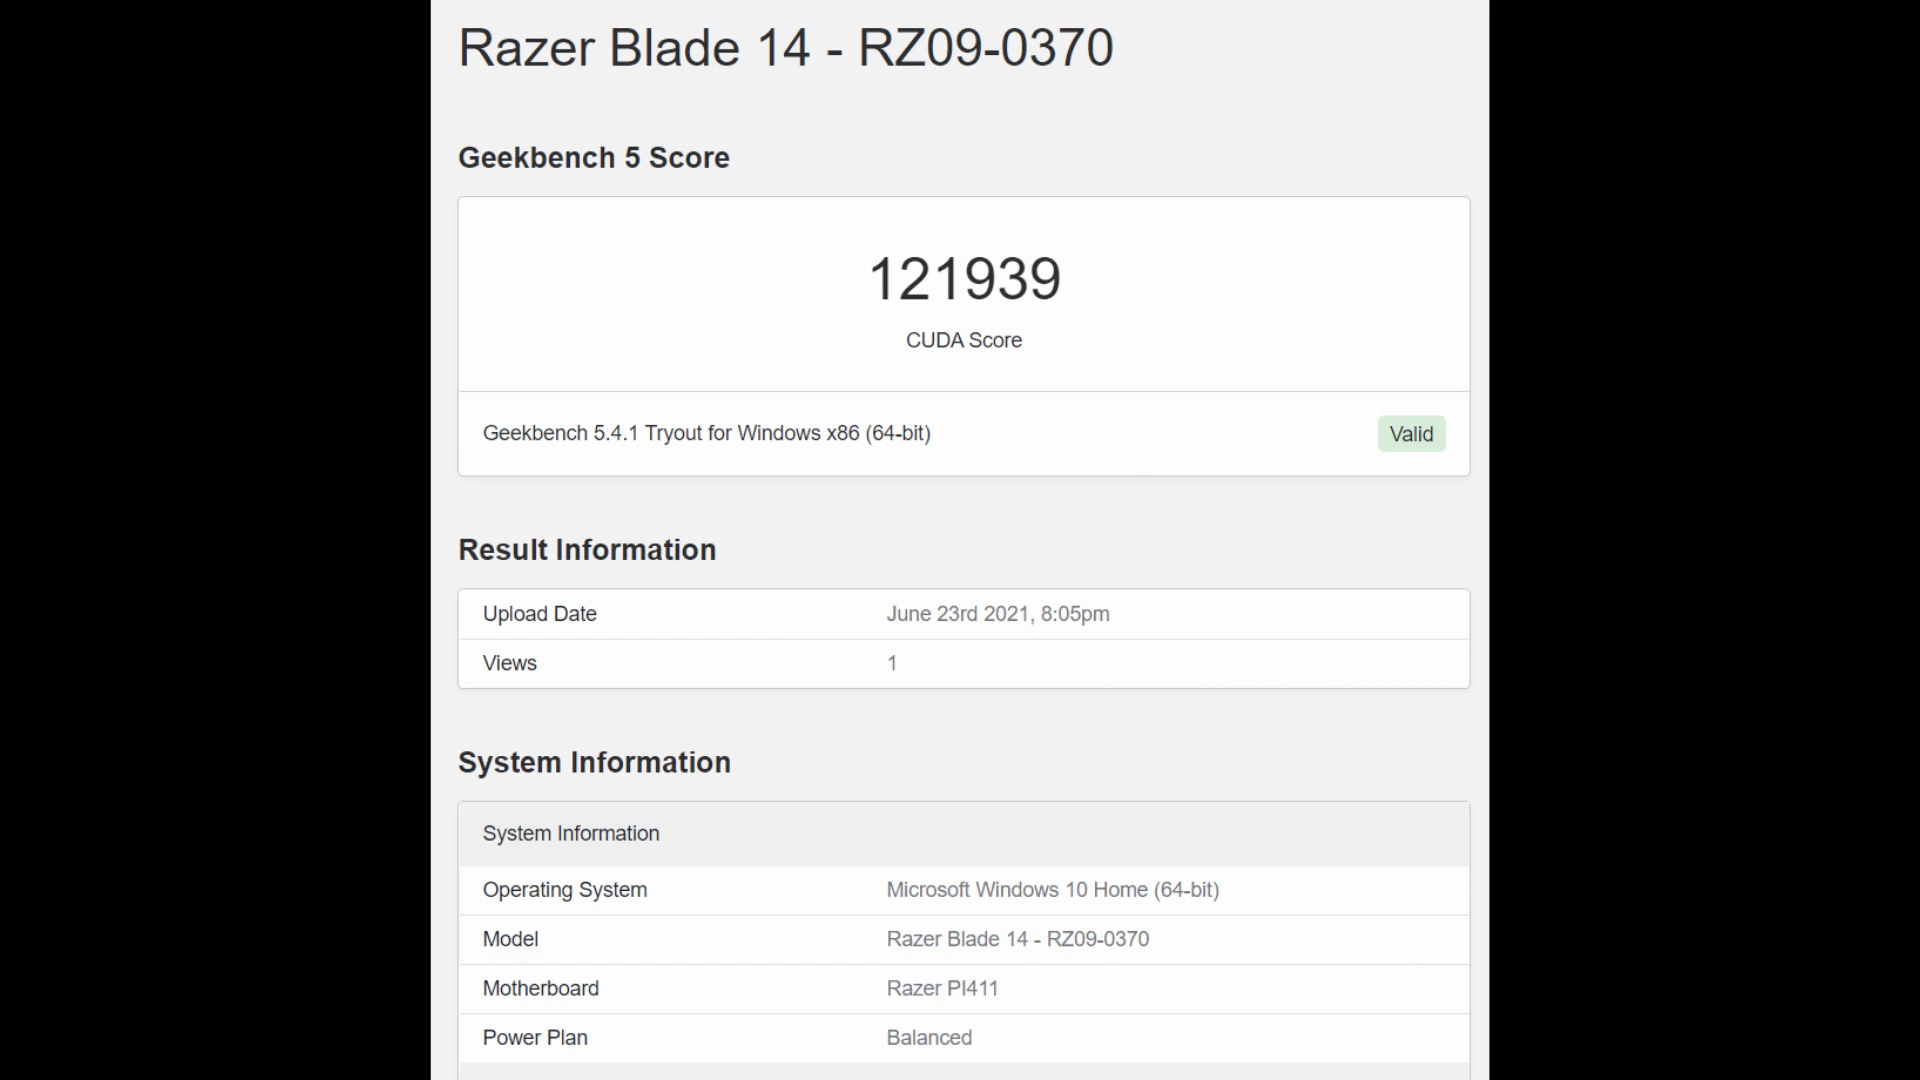 Razer Blade 14 - RZ09-0370
Geekbench 5 Score
121939
CUDA Score
Geekbench 5.4.1 Tryout for Windows x86 (64-bit) Valid
Result Information
Upload Date June 23rd 2021, 8:05pm
Views 1
System Information
System Information
Operating System Microsoft Windows 10 Home (64-bit)
Model Razer Blade 14 - RZ09-0370
Motherboard Razer PI411
Power Plan Balanced